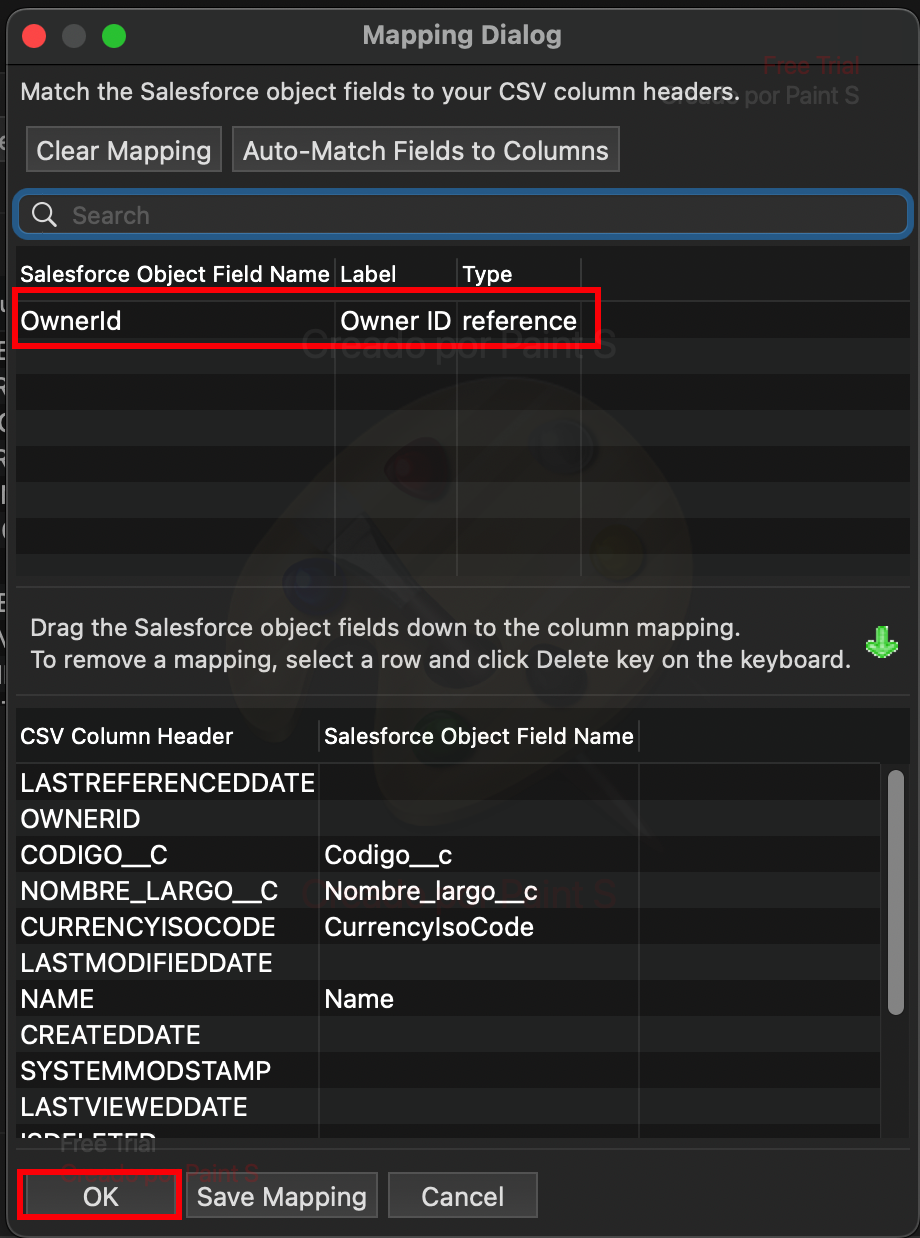 Mapping Dialog
Free Trial
Match the Salesforce object fields to your CSV column headers.
Creado por Paint S
Clear Mapping Auto-Match Fields to Columns
Search
Salesforce Object Field Name Label Type
OwnerId Owner ID reference
Creado por Paint S
Drag the Salesforce object fields down to the column mapping.
To remove a mapping, select a row and click Delete key on the keyboard.
CSV Column Header Salesforce Object Field Name
LASTREFERENCEDDATE
OWNERID
CODIGO__C Codigo__c
NOMBRE_LARGO__C Nombre_largo__c
Creado por Paint S
CURRENCYISOCODE CurrencyIsoCode
LASTMODIFIEDDATE
NAME Name
CREATEDDATE
SYSTEMMODSTAMP
LASTVIEWEDDATE
ISDELETED
Free Trial
Creado por Paint S
OK Save Mapping Cancel